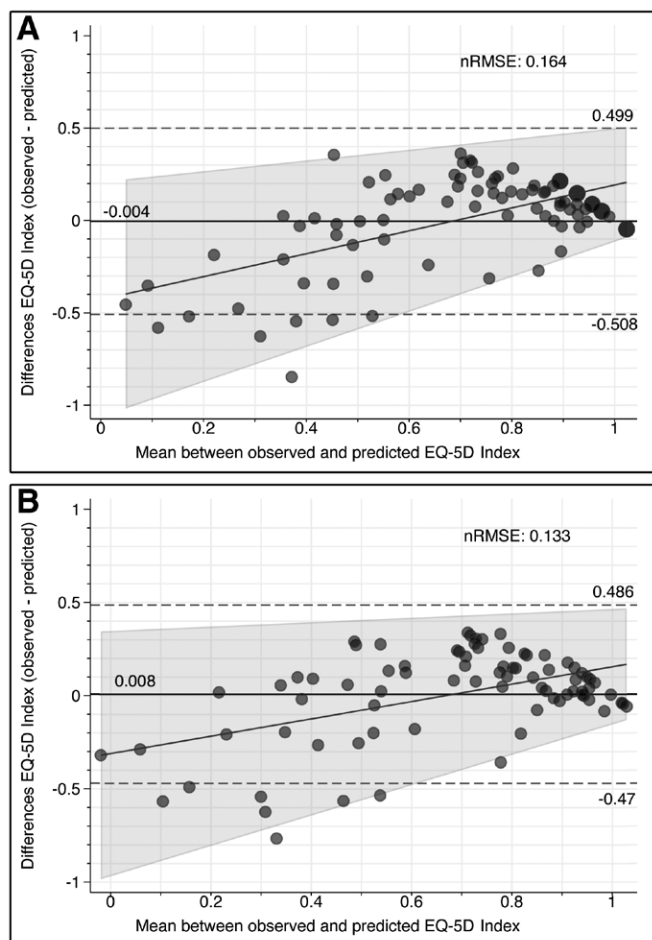 A
1
nRMSE: 0.164
0.499
0.5
-0.004
0
-0.5
-0.508
-1
0 0.2 0.4 0.6 0.8 1
Differences EQ-5D Index (observed - predicted)
Mean between observed and predicted EQ-5D Index
B
1
nRMSE: 0.133
0.486
0.5
0.008
0
-0.5
-0.47
-1
0 0.2 0.4 0.6 0.8 1
Differences EQ-5D Index (observed - predicted)
Mean between observed and predicted EQ-5D Index